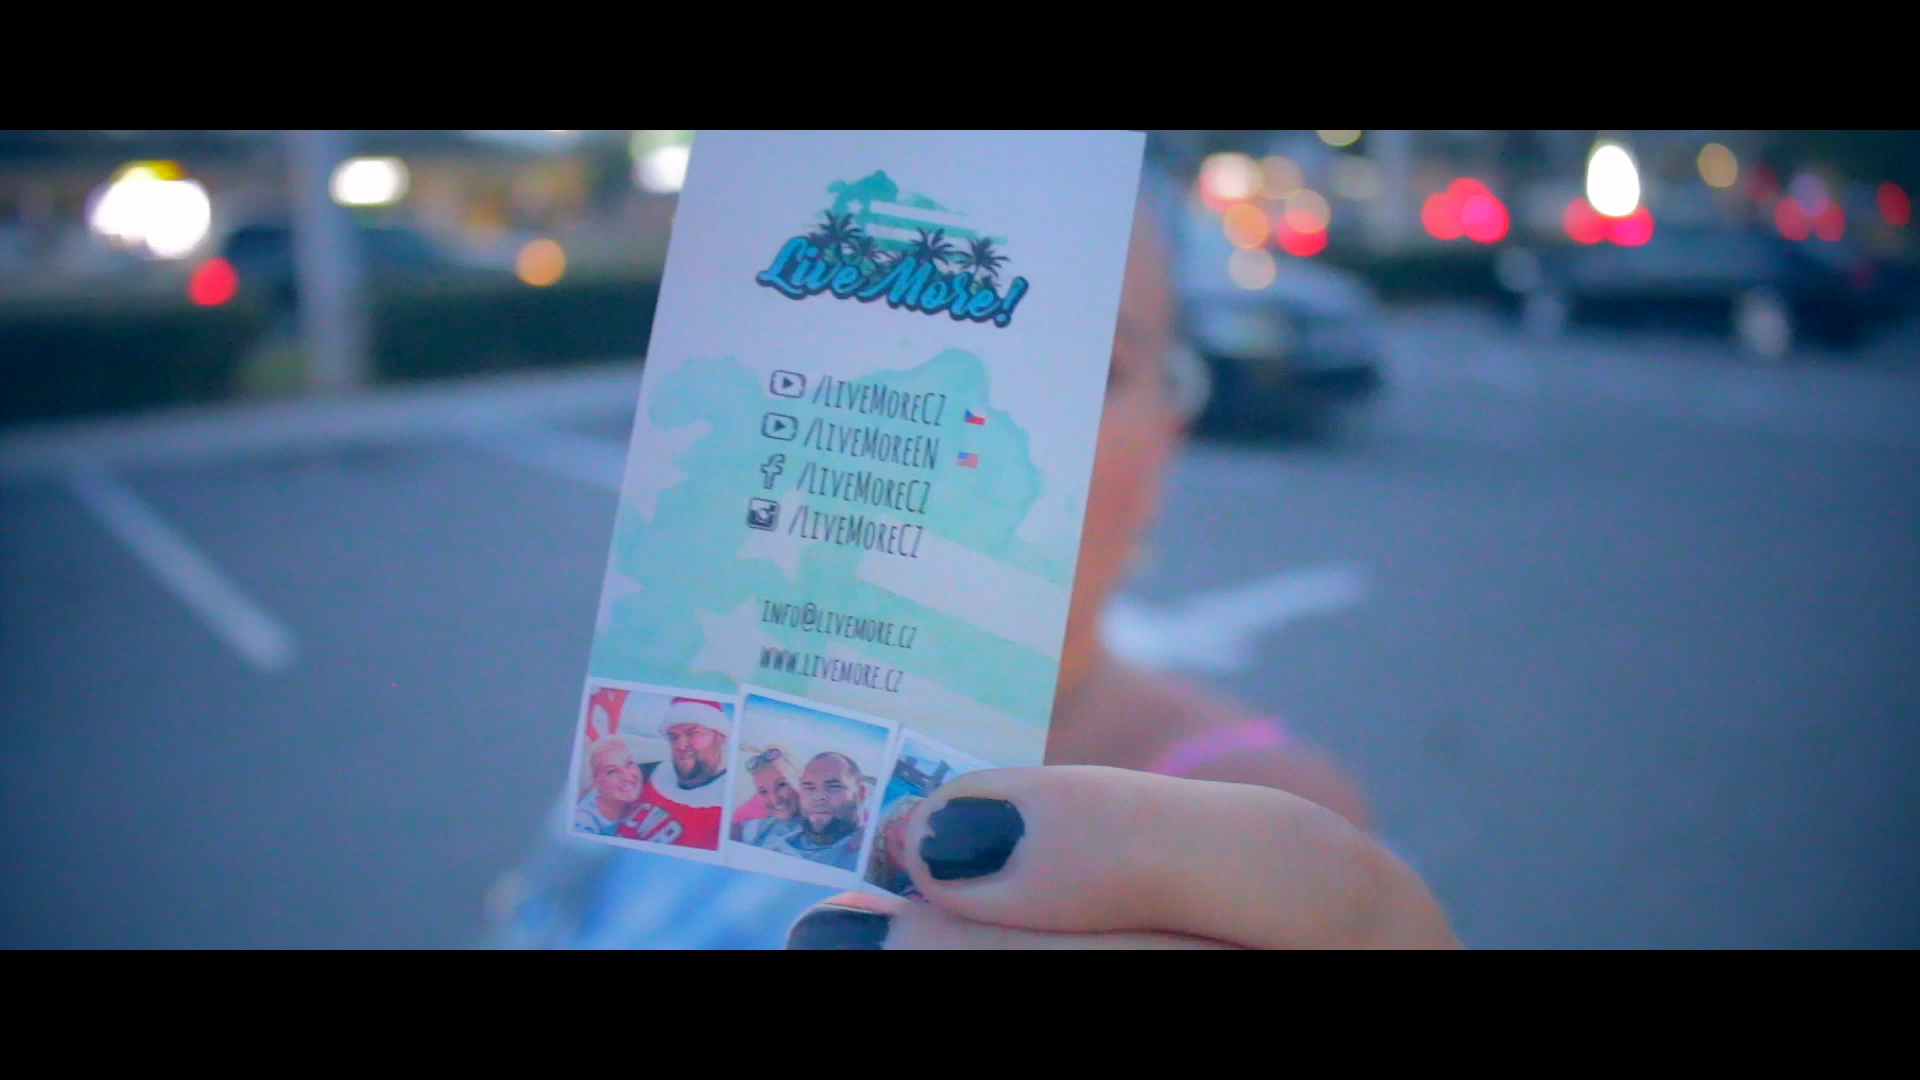 Live More!
/LiveMoreCZ
/LiveMoreEN
/LiveMoreCZ
/LiveMoreCZ
info@livemore.cz
www.livemore.cz